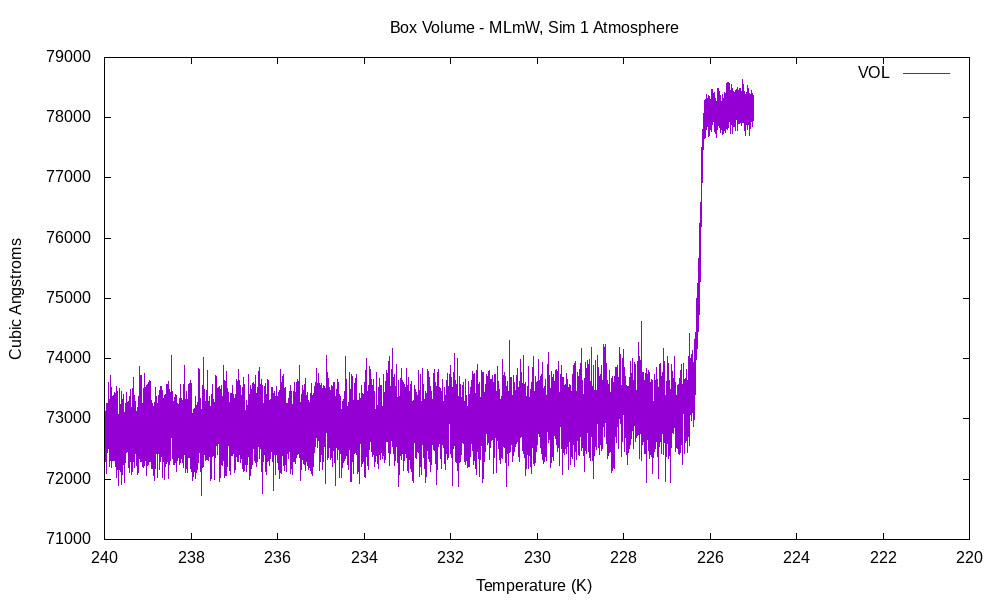 Box Volume - MLmW, Sim 1 Atmosphere
VOL
79000
78000
77000
76000
75000
74000
73000
72000
71000
Cubic Angstroms
240 238 236 234 232 230 228 226 224 222 220
Temperature (K)